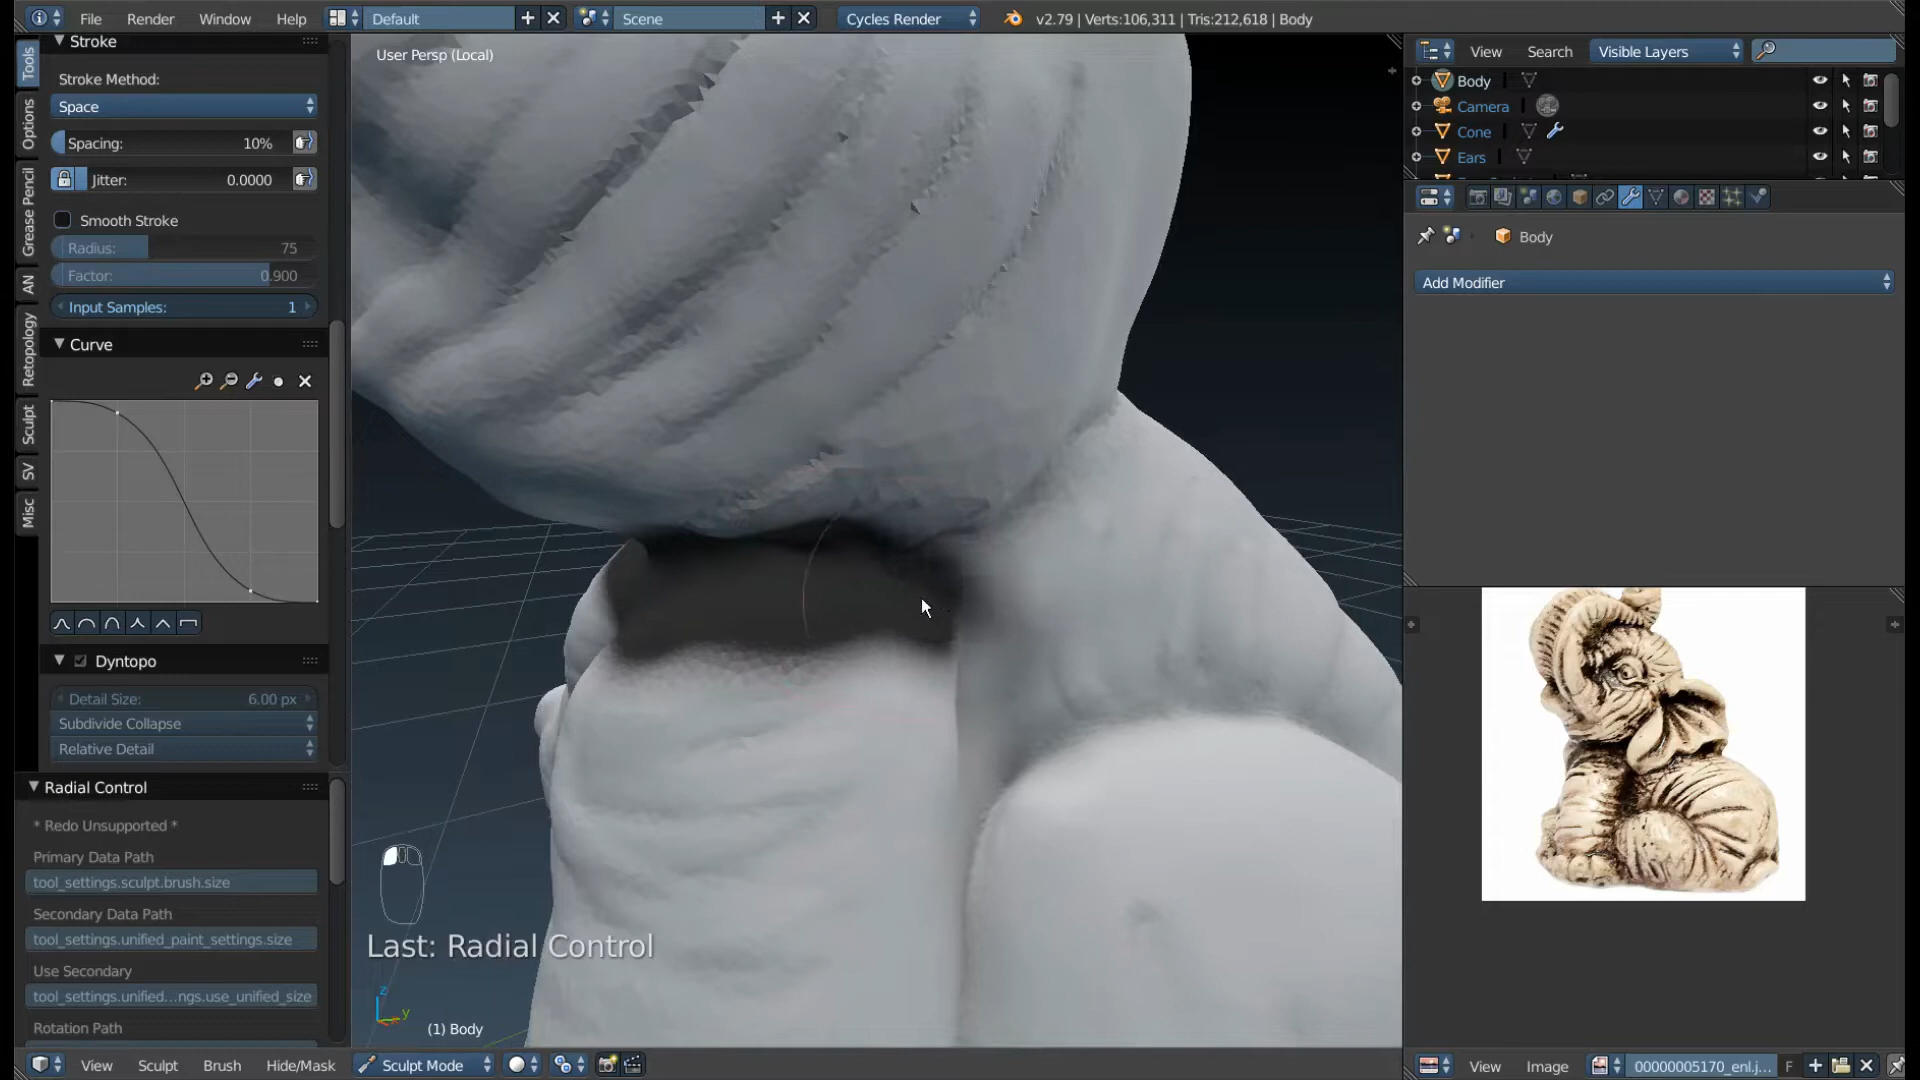 File Render Window Help Default Scene Cycles Render v2.79 | Verts:106,311 | Tris:212,618 | Body
Stroke
Stroke Method:
Space
Spacing: 10%
Jitter: 0.0000
Smooth Stroke
Radius: 75
Factor: 0.900
Input Samples: 1
Curve
Dyntopo
Detail Size: 6.00 px
Subdivide Collapse
Relative Detail
Radial Control
* Redo Unsupported *
Primary Data Path
tool_settings.sculpt.brush.size
Secondary Data Path
tool_settings.unified_paint_settings.size
Use Secondary
tool_settings.unified...ngs.use_unified_size
Rotation Path
Tools
Options
Grease Pencil
AN
Retopology
Sculpt
SV
Misc
User Persp (Local)
Last: Radial Control
z
y
(1) Body
View Sculpt Brush Hide/Mask Sculpt Mode
View Search Visible Layers
Body
Camera
Cone
Ears
Body
Add Modifier
View Image 00000005170_enl.j... F